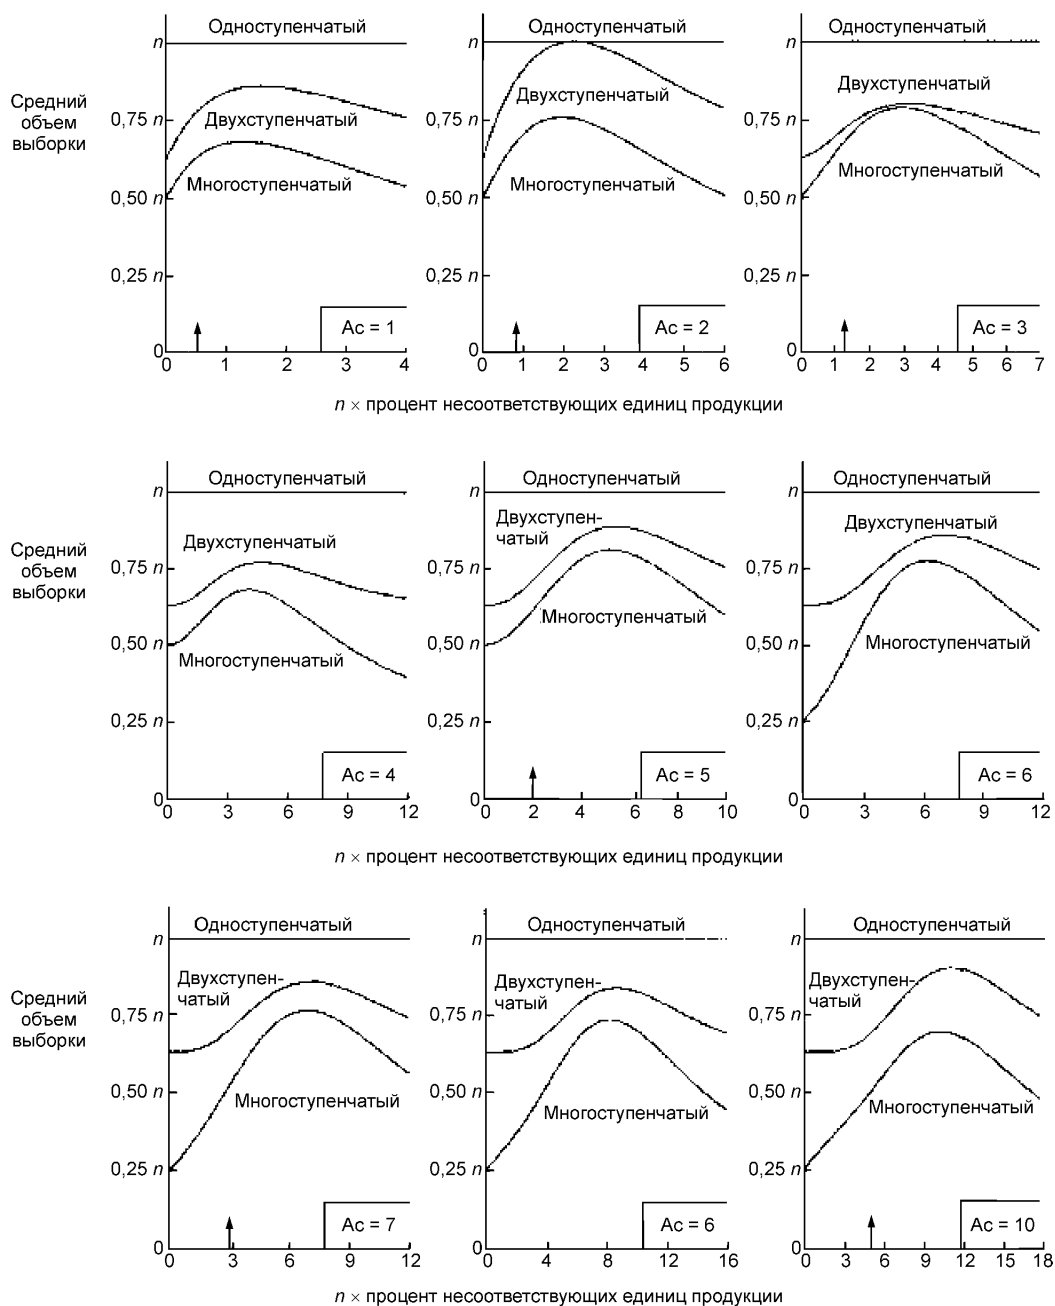 Одноступенчатый
Одноступенчатый
Одноступенчатый
n
n
n
Средний
объем
выборки
Двухступенчатый
Двухступенчатый
Двухступенчатый
0,75 n
0,75 n
0,75 n
Многоступенчатый
Многоступенчатый
Многоступенчатый
0,50 n
0,50 n
0,50 n
0,25 n
0,25 n
0,25 n
Ac = 1
Ac = 2
Ac = 3
0
0
0
0 1 2 3 4
0 1 2 3 4 5 6
0 1 2 3 4 5 6 7
n × процент несоответствующих единиц продукции
Одноступенчатый
Одноступенчатый
Одноступенчатый
n
n
n
Средний
объем
выборки
Двухступенчатый
Двухступен-
чатый
Двухступенчатый
0,75 n
0,75 n
0,75 n
Многоступенчатый
Многоступенчатый
Многоступенчатый
0,50 n
0,50 n
0,50 n
0,25 n
0,25 n
0,25 n
Ac = 4
Ac = 5
Ac = 6
0
0
0
0 3 6 9 12
0 2 4 6 8 10
0 3 6 9 12
n × процент несоответствующих единиц продукции
Одноступенчатый
Одноступенчатый
Одноступенчатый
n
n
n
Средний
объем
выборки
Двухступен-
чатый
Двухступен-
чатый
Двухступен-
чатый
0,75 n
0,75 n
0,75 n
Многоступенчатый
Многоступенчатый
Многоступенчатый
0,50 n
0,50 n
0,50 n
0,25 n
0,25 n
0,25 n
Ac = 7
Ac = 6
Ac = 10
0
0
0
0 3 6 9 12
0 4 8 12 16
0 3 6 9 12 15 18
n × процент несоответствующих единиц продукции